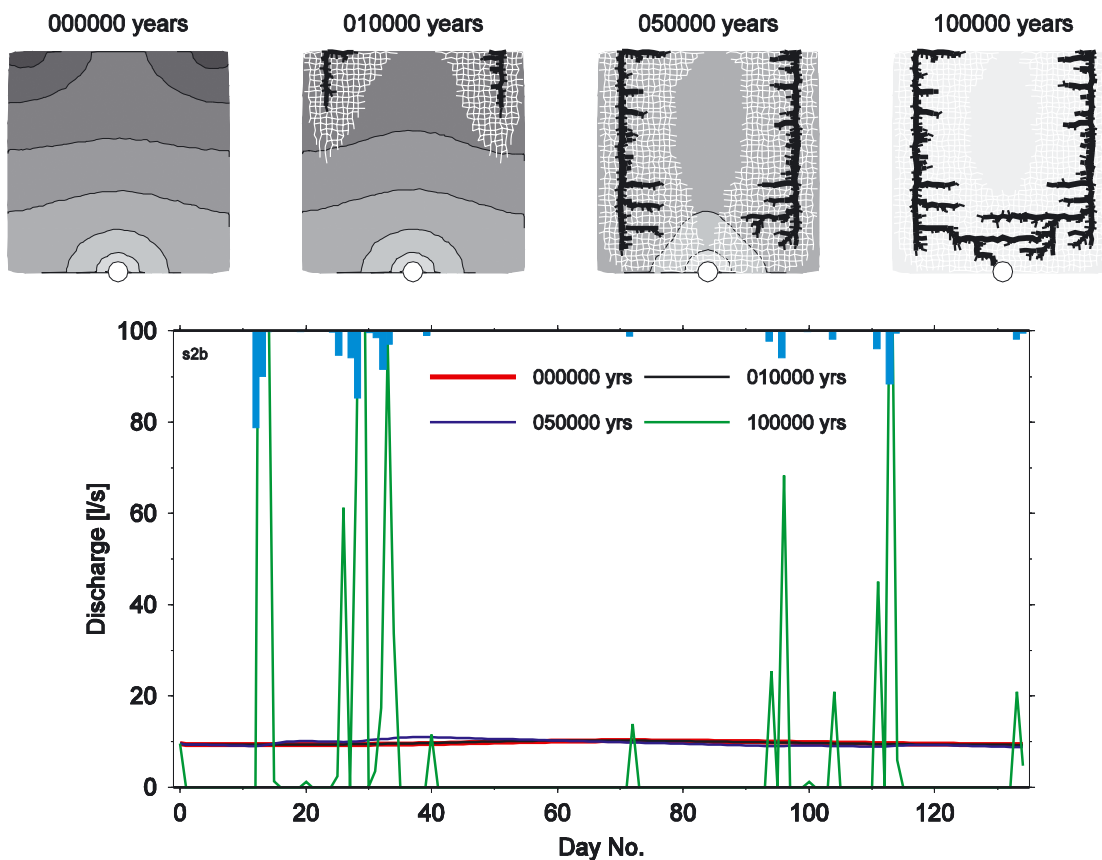 000000 years 010000 years 050000 years 100000 years
100
s2b
000000 yrs 010000 yrs
050000 yrs 100000 yrs
80
60
40
20
0
Discharge [l/s]
0 20 40 60 80 100 120
Day No.